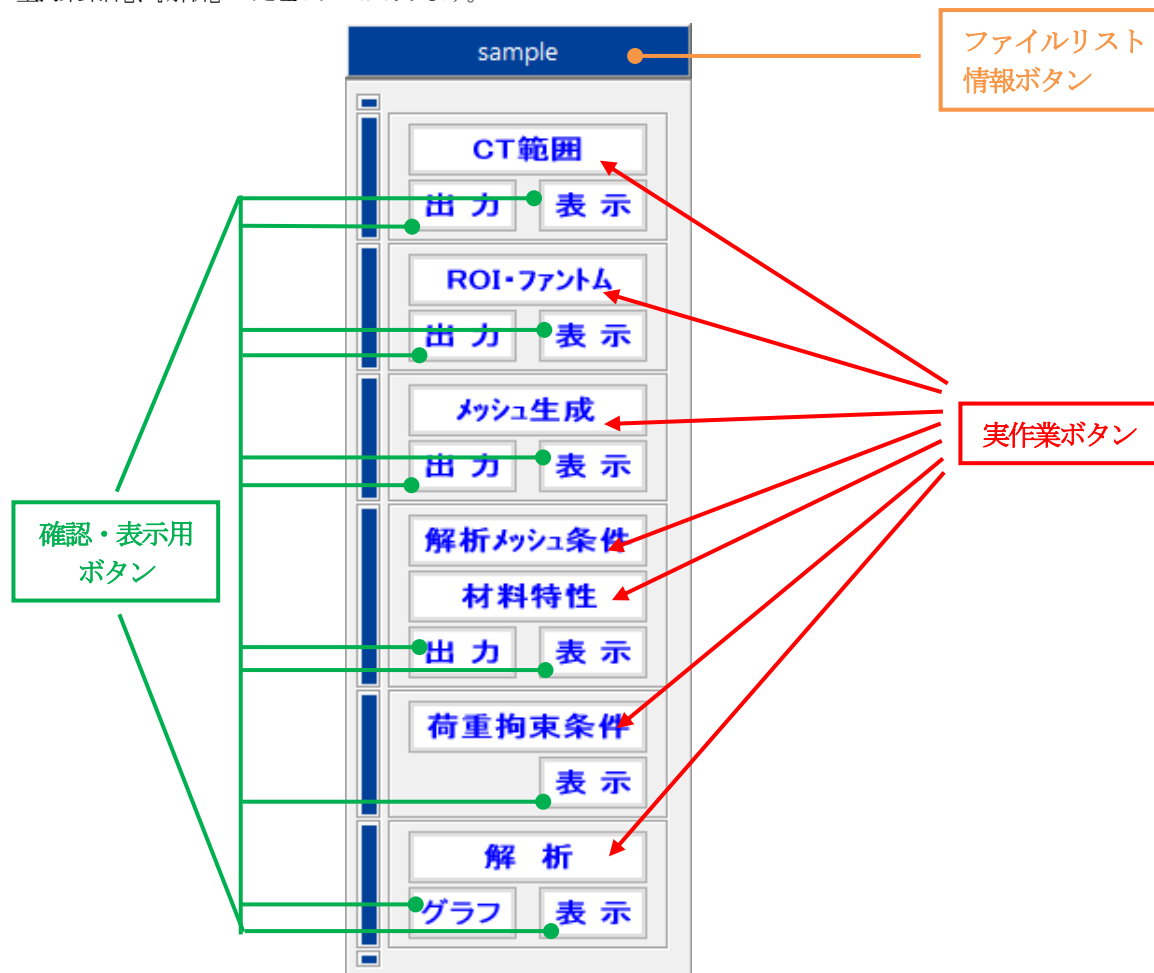 sample
ファイルリスト
情報ボタン
CT範囲
出 力
表 示
ROI・ファントム
出 力
表 示
メッシュ生成
実作業ボタン
出 力
表 示
確認・表示用
ボタン
解析メッシュ条件
材料特性
出 力
表 示
荷重拘束条件
表 示
解 析
グラフ
表 示